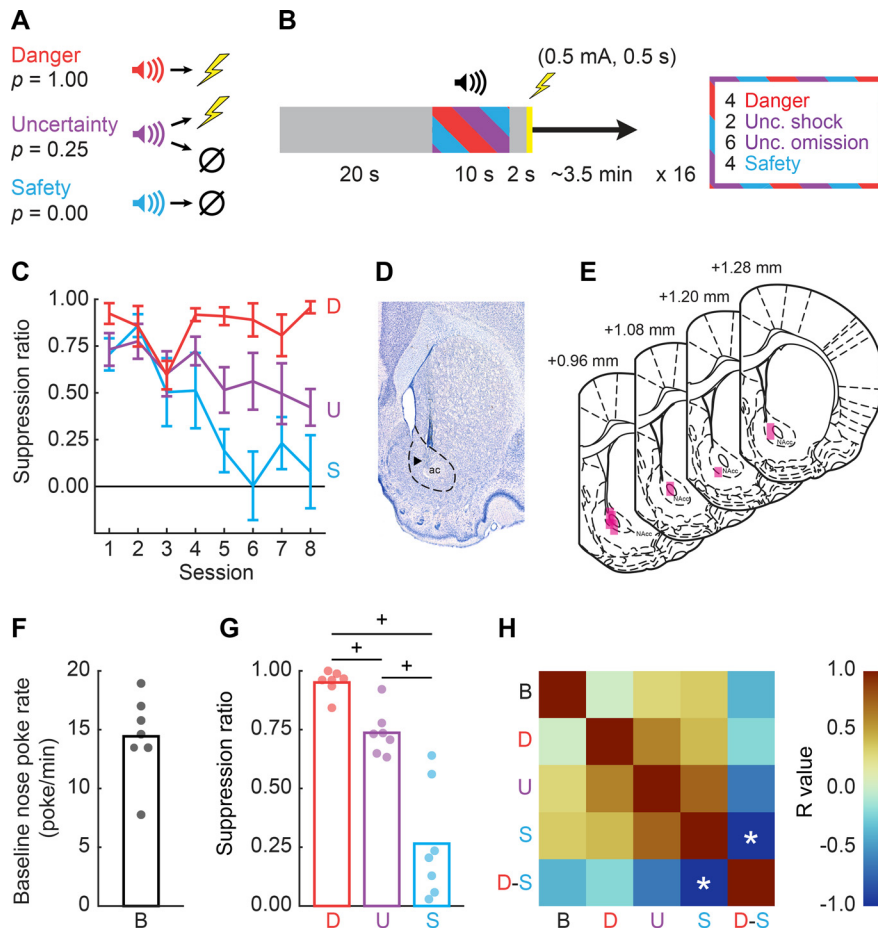 A
Danger
p = 1.00
Uncertainty
p = 0.25
Safety
p = 0.00
B
(0.5 mA, 0.5 s)
20 s
10 s
2 s
~3.5 min
x 16
4 Danger
2 Unc. shock
6 Unc. omission
4 Safety
C
Suppression ratio
1.00
0.75
0.50
0.25
0.00
D
U
S
1 2 3 4 5 6 7 8
Session
D
ac
E
+1.28 mm
+1.20 mm
+1.08 mm
+0.96 mm
NAcc
NAcc
NAcc
NAcc
F
Baseline nose poke rate
(poke/min)
20
15
10
5
0
B
G
+
+ +
Suppression ratio
1.00
0.75
0.50
0.25
0.00
D U S
H
B
D
U
S
D-S
*
*
B D U S D-S
1.0
0.5
0.0
-0.5
-1.0
R value